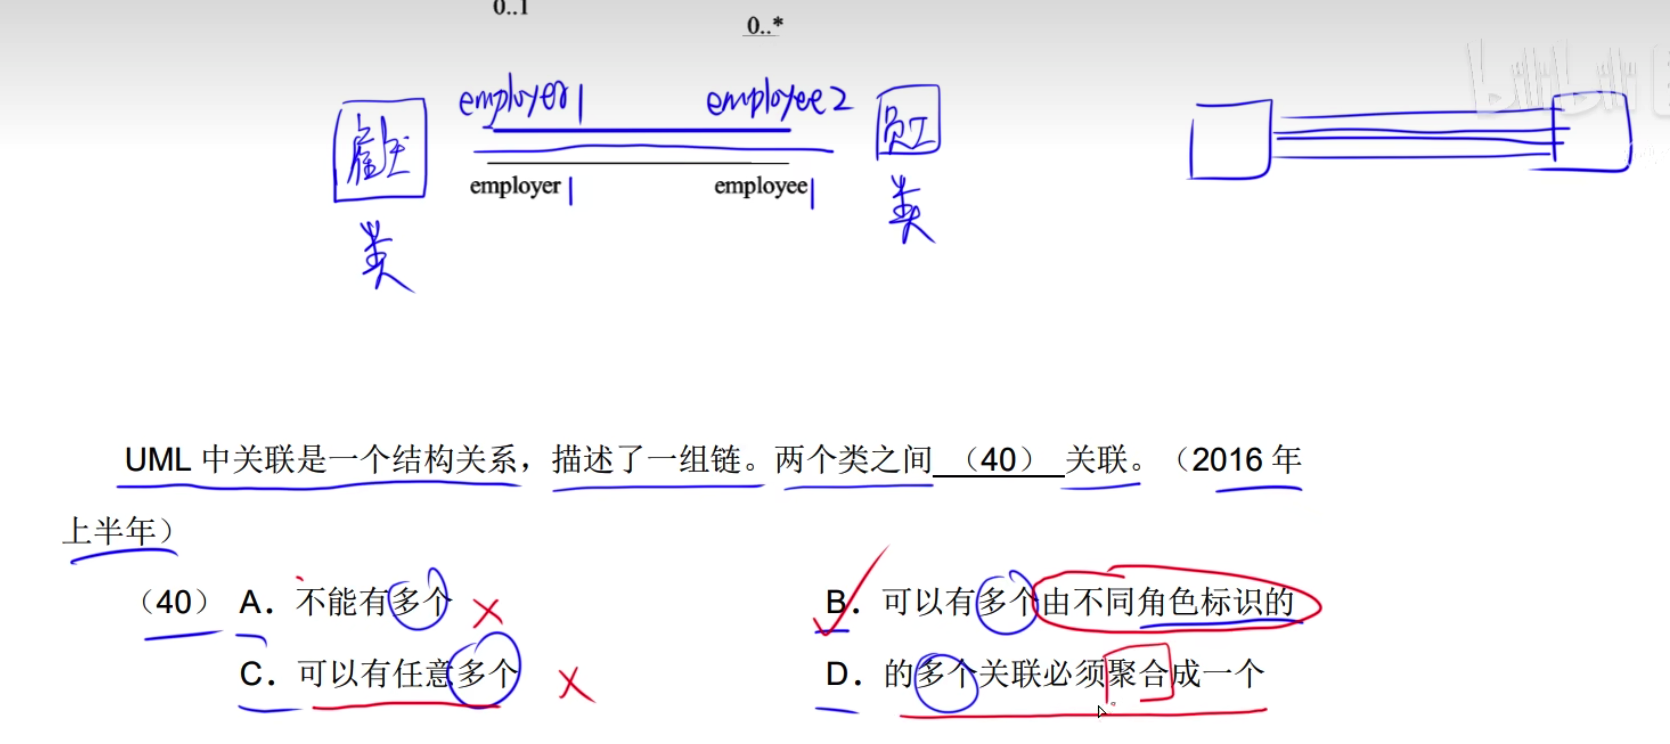 0..1
0..*
employer1 employee2
雇主 员工
employer| employee|
类 类
bilibili
UML 中关联是一个结构关系，描述了一组链。两个类之间 （40） 关联。（2016 年
上半年）
（40） A．不能有多个 B．可以有多个由不同角色标识的
C．可以有任意多个 D．的多个关联必须聚合成一个